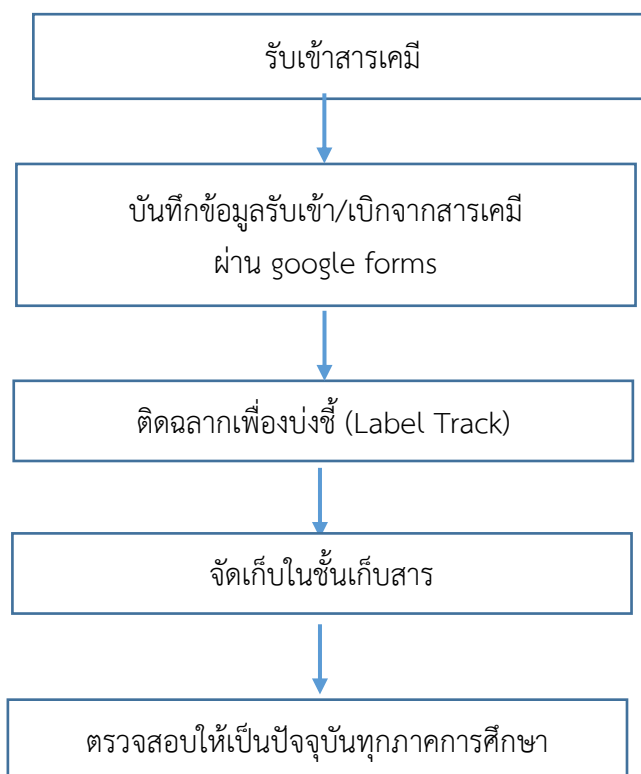 รับเข้าสารเคมี
บันทึกข้อมูลรับเข้า/เบิกจากสารเคมี
ผ่าน google forms
ติดฉลากเพื่องบ่งชี้ (Label Track)
จัดเก็บในชั้นเก็บสาร
ตรวจสอบให้เป็นปัจจุบันทุกภาคการศึกษา